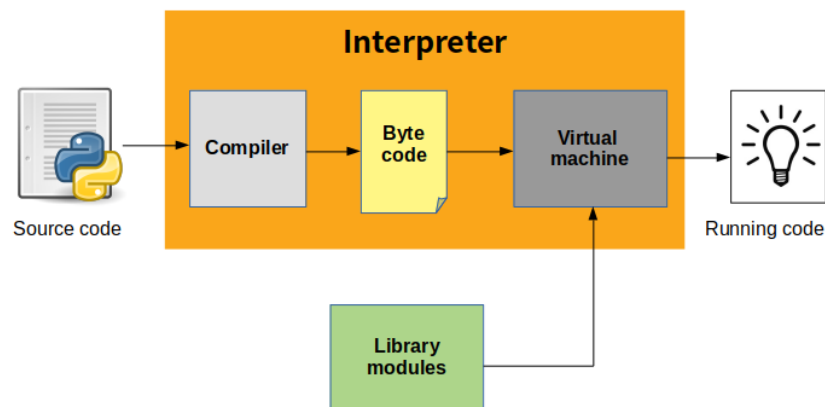 Interpreter
Compiler
Byte
code
Virtual
machine
Source code
Running code
Library
modules